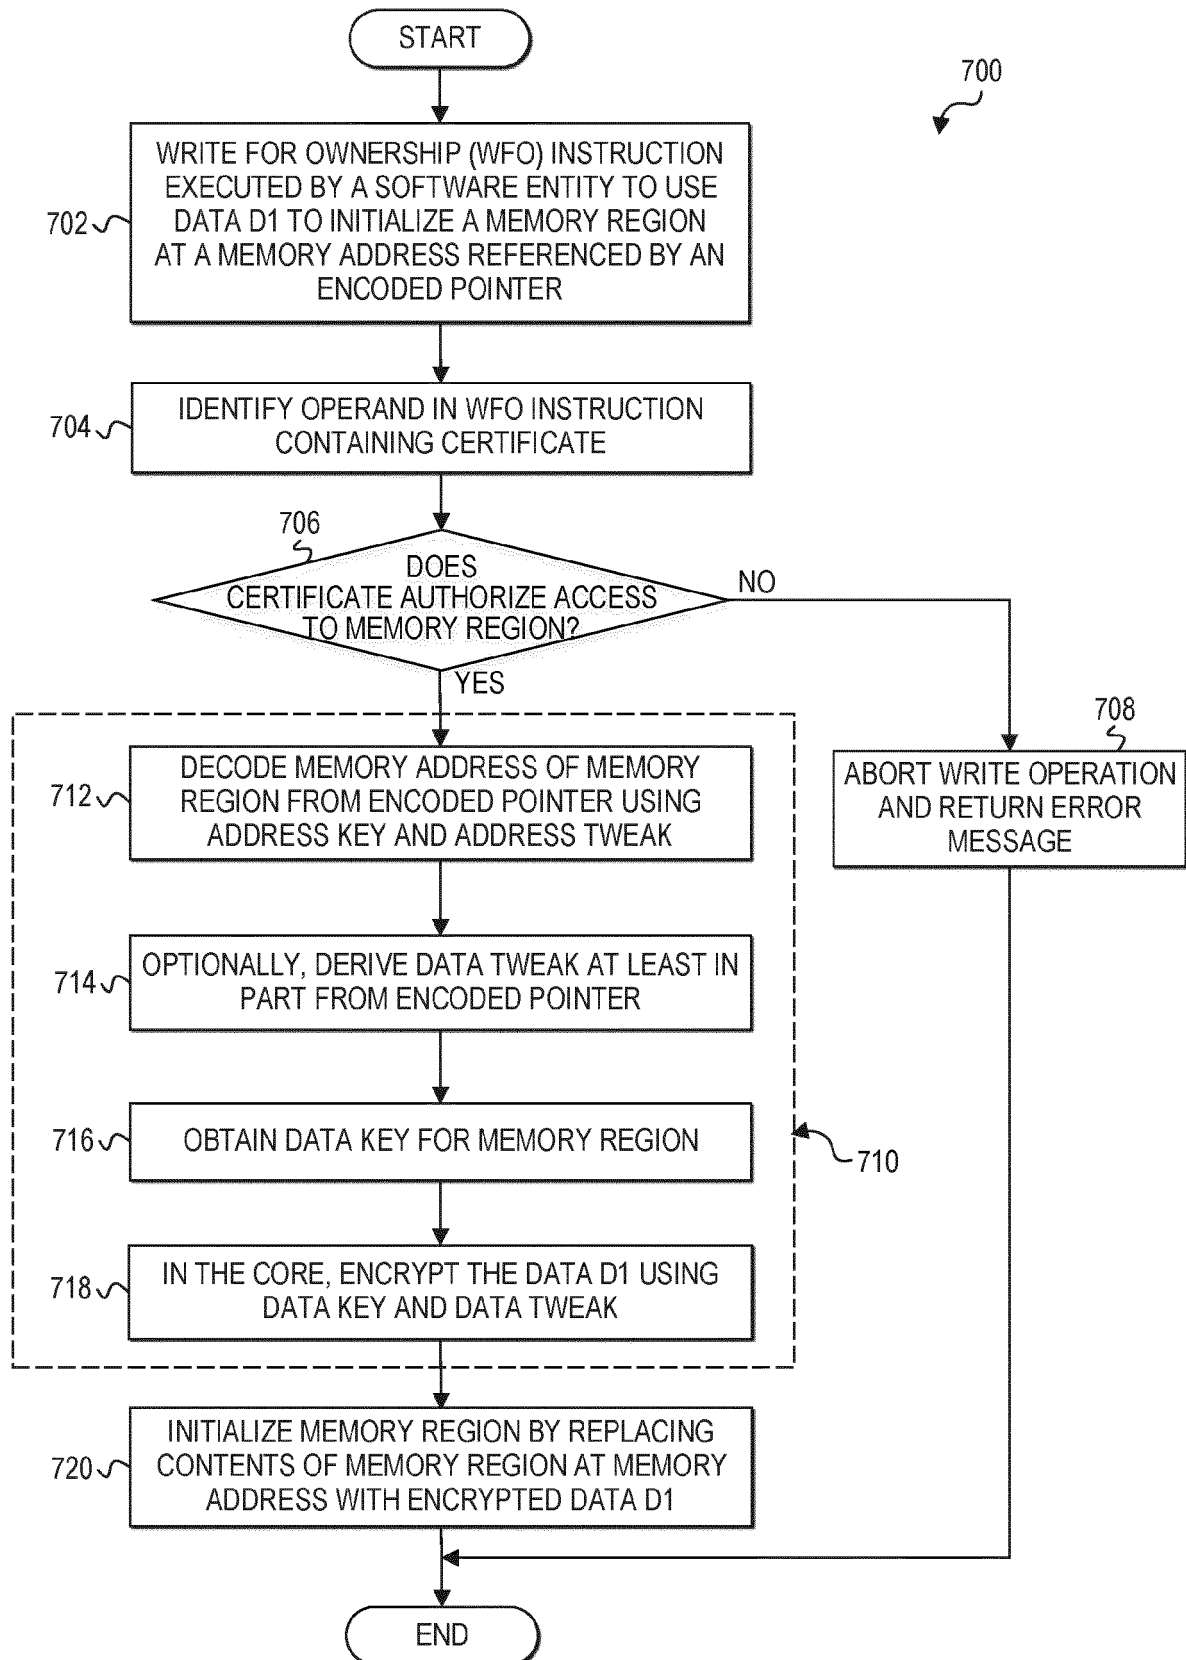 START
700
WRITE FOR OWNERSHIP (WFO) INSTRUCTION
EXECUTED BY A SOFTWARE ENTITY TO USE
DATA D1 TO INITIALIZE A MEMORY REGION
AT A MEMORY ADDRESS REFERENCED BY AN
ENCODED POINTER
702
IDENTIFY OPERAND IN WFO INSTRUCTION
CONTAINING CERTIFICATE
704
706
DOES
CERTIFICATE AUTHORIZE ACCESS
TO MEMORY REGION?
NO
YES
708
ABORT WRITE OPERATION
AND RETURN ERROR
MESSAGE
DECODE MEMORY ADDRESS OF MEMORY
REGION FROM ENCODED POINTER USING
ADDRESS KEY AND ADDRESS TWEAK
712
OPTIONALLY, DERIVE DATA TWEAK AT LEAST IN
PART FROM ENCODED POINTER
714
716
OBTAIN DATA KEY FOR MEMORY REGION
710
IN THE CORE, ENCRYPT THE DATA D1 USING
DATA KEY AND DATA TWEAK
718
INITIALIZE MEMORY REGION BY REPLACING
CONTENTS OF MEMORY REGION AT MEMORY
ADDRESS WITH ENCRYPTED DATA D1
720
END